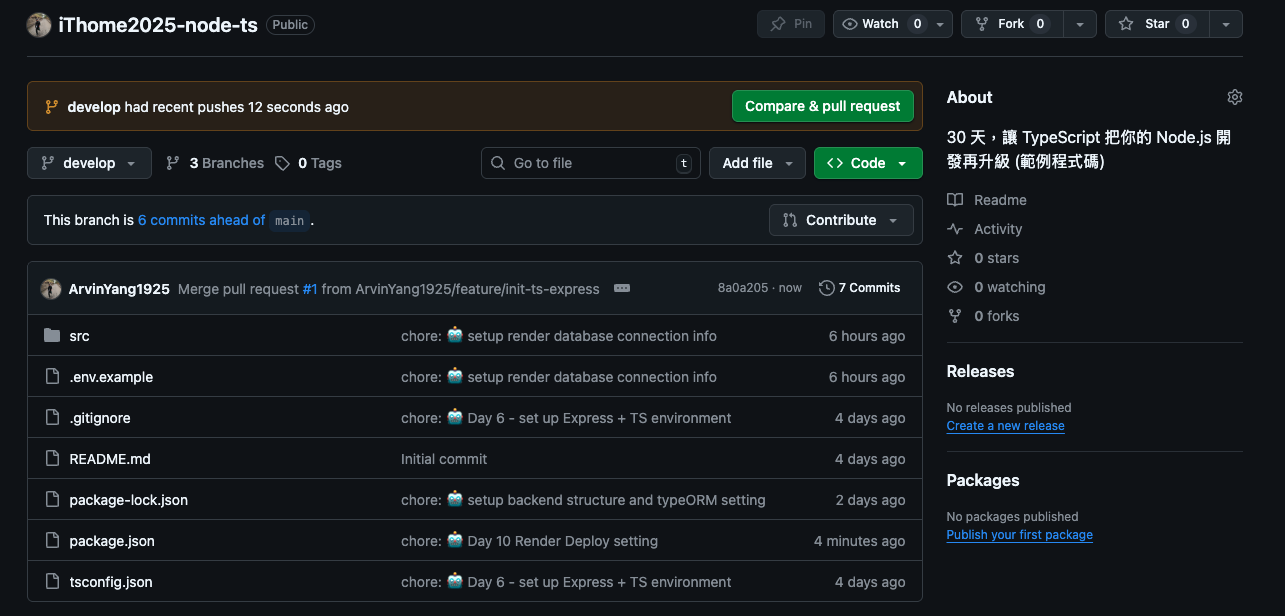 iThome2025-node-ts Public
Pin
Watch 0
Fork 0
Star 0
develop had recent pushes 12 seconds ago
Compare & pull request
develop
3 Branches
0 Tags
Go to file t
Add file
<> Code
This branch is 6 commits ahead of main .
Contribute
ArvinYang1925 Merge pull request #1 from ArvinYang1925/feature/init-ts-express
8a0a205 · now
7 Commits
src chore: 🤖 setup render database connection info 6 hours ago
.env.example chore: 🤖 setup render database connection info 6 hours ago
.gitignore chore: 🤖 Day 6 - set up Express + TS environment 4 days ago
README.md Initial commit 4 days ago
package-lock.json chore: 🤖 setup backend structure and typeORM setting 2 days ago
package.json chore: 🤖 Day 10 Render Deploy setting 4 minutes ago
tsconfig.json chore: 🤖 Day 6 - set up Express + TS environment 4 days ago
About
30 天，讓 TypeScript 把你的 Node.js 開
發再升級 (範例程式碼)
Readme
Activity
0 stars
0 watching
0 forks
Releases
No releases published
Create a new release
Packages
No packages published
Publish your first package